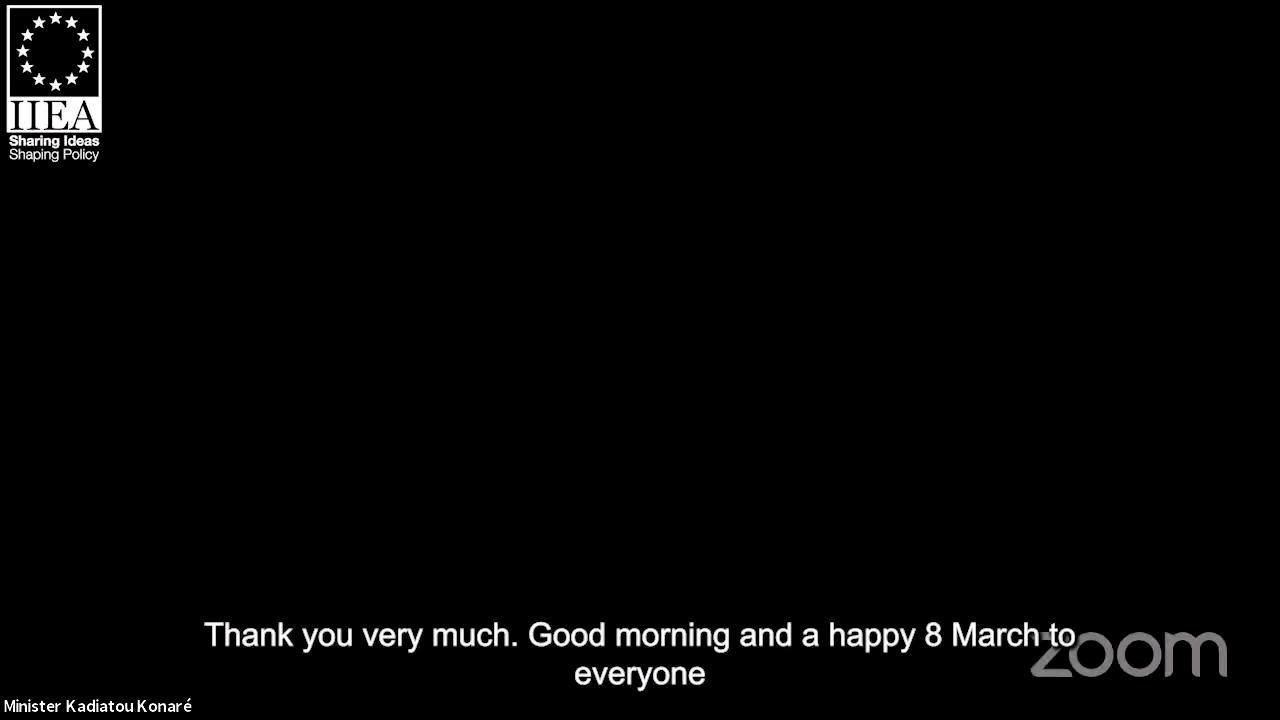 IIEA
Sharing Ideas
Shaping Policy
Thank you very much. Good morning and a happy 8 March to
everyone
zoom
Minister Kadiatou Konaré